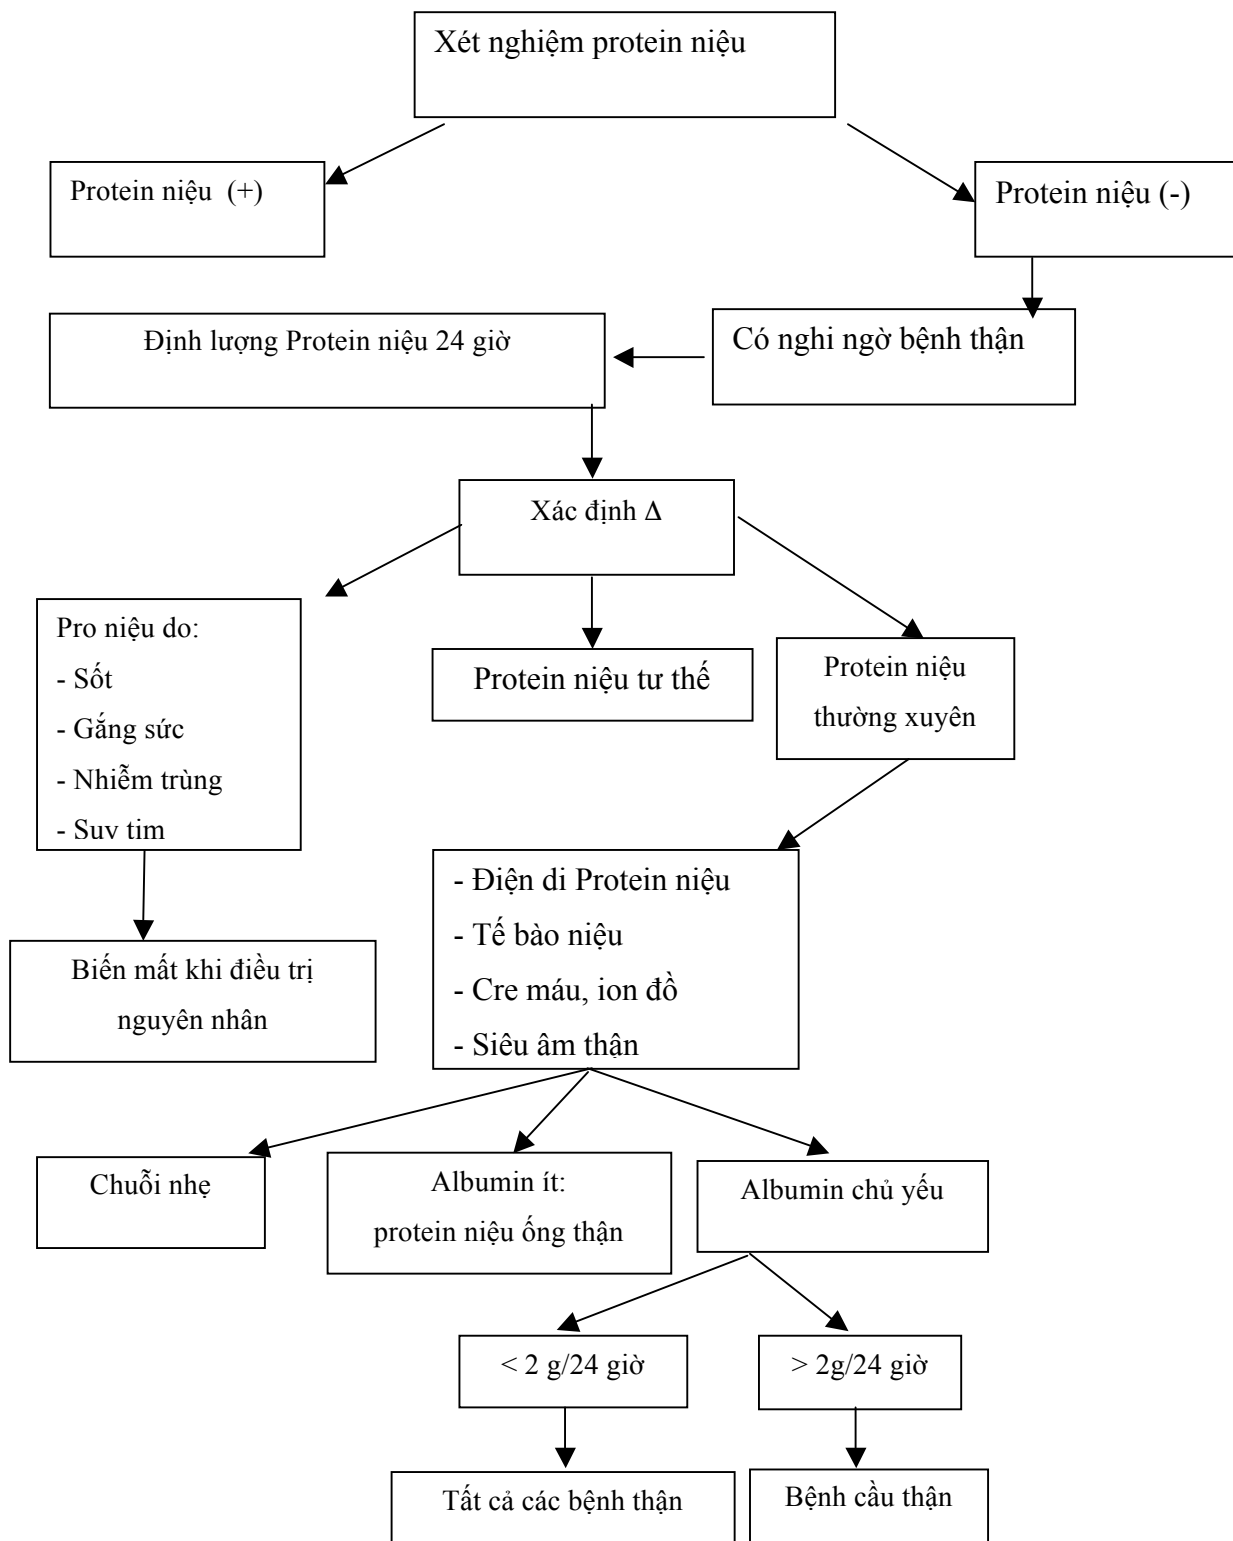 Xét nghiệm protein niệu
Protein niệu (+)
Protein niệu (-)
Định lượng Protein niệu 24 giờ
Có nghi ngờ bệnh thận
Xác định Δ
Pro niệu do:
- Sốt
- Gắng sức
- Nhiễm trùng
- Suy tim
Protein niệu tư thế
Protein niệu
thường xuyên
- Điện di Protein niệu
- Tế bào niệu
- Cre máu, ion đồ
- Siêu âm thận
Biến mất khi điều trị
nguyên nhân
Chuỗi nhẹ
Albumin ít:
protein niệu ống thận
Albumin chủ yếu
< 2 g/24 giờ
> 2g/24 giờ
Tất cả các bệnh thận
Bệnh cầu thận